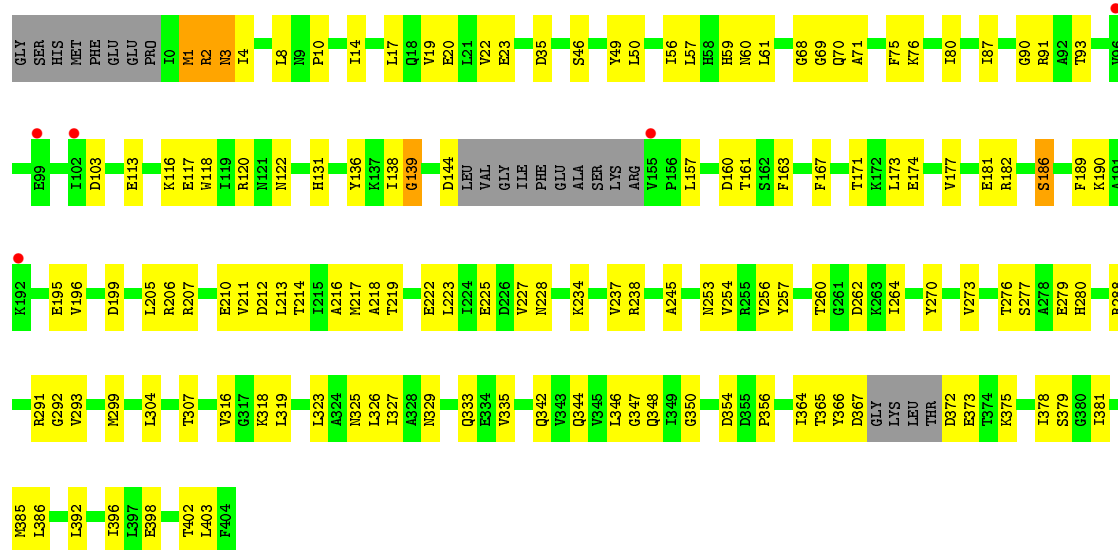 GLY SER HIS MET PHE GLU GLU PRO I0 M1 R2 N3 I4 L8 N9 P10 I14 L17 Q18 V19 E20 L21 V22 E23 D35 S46 Y49 L50 I56 L57 H58 H59 N60 L61 G68 G69 Q70 A71 F75 K76 I80 I87 G90 R91 A92 T93 V96
E99 I102 D103 E113 K116 E117 W118 I119 R120 N121 N122 H131 Y136 K137 I138 G139 D144 LEU VAL GLY ILE PHE GLU ALA SER LYS ARG V155 P156 L157 D160 T161 S162 F163 F167 T171 K172 L173 E174 V177 E181 R182 S186 F189 K190 A191
K192 E195 V196 D199 L205 R206 R207 E210 V211 D212 L213 T214 I215 A216 M217 A218 T219 E222 L223 I224 E225 D226 V227 N228 K234 V237 R238 A245 N253 V254 R255 V256 Y257 T260 G261 D262 K263 I264 Y270 V273 T276 S277 A278 E279 H280 R288
R291 G292 V293 M299 L304 T307 V316 G317 K318 L319 L323 A324 N325 L326 I327 A328 N329 Q333 E334 V335 Q342 V343 Q344 V345 L346 G347 Q348 I349 G350 D354 D355 P356 I364 T365 Y366 D367 GLY LYS LEU THR D372 E373 T374 K375 I378 S379 G380 I381
M385 L386 L392 I396 L397 E398 T402 L403 F404